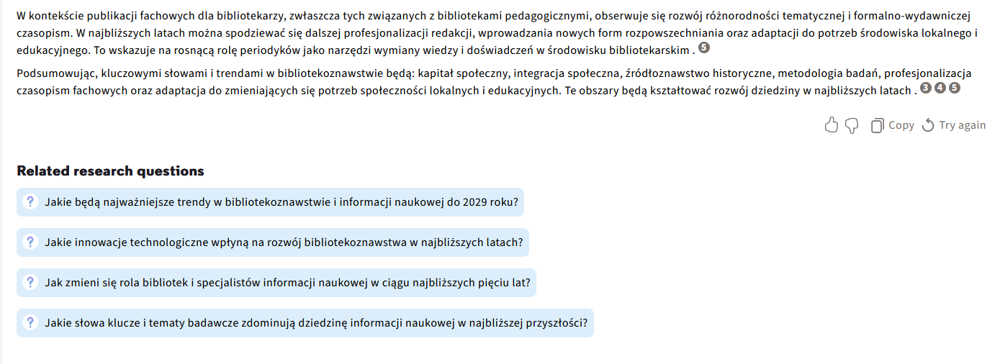 W kontekście publikacji fachowych dla bibliotekarzy, zwłaszcza tych związanych z bibliotekami pedagogicznymi, obserwuje się rozwój różnorodności tematycznej i formalno-wydawniczej
czasopism. W najbliższych latach można spodziewać się dalszej profesjonalizacji redakcji, wprowadzania nowych form rozpowszechniania oraz adaptacji do potrzeb środowiska lokalnego i
edukacyjnego. To wskazuje na rosnącą rolę periodyków jako narzędzi wymiany wiedzy i doświadczeń w środowisku bibliotekarskim . 5
Podsumowując, kluczowymi słowami i trendami w bibliotekoznawstwie będą: kapitał społeczny, integracja społeczna, źródłoznawstwo historyczne, metodologia badań, profesjonalizacja
czasopism fachowych oraz adaptacja do zmieniających się potrzeb społeczności lokalnych i edukacyjnych. Te obszary będą kształtować rozwój dziedziny w najbliższych latach . 3 4 5
Copy Try again
Related research questions
? Jakie będą najważniejsze trendy w bibliotekoznawstwie i informacji naukowej do 2029 roku?
? Jakie innowacje technologiczne wpłyną na rozwój bibliotekoznawstwa w najbliższych latach?
? Jak zmieni się rola bibliotek i specjalistów informacji naukowej w ciągu najbliższych pięciu lat?
? Jakie słowa klucze i tematy badawcze zdominują dziedzinę informacji naukowej w najbliższej przyszłości?